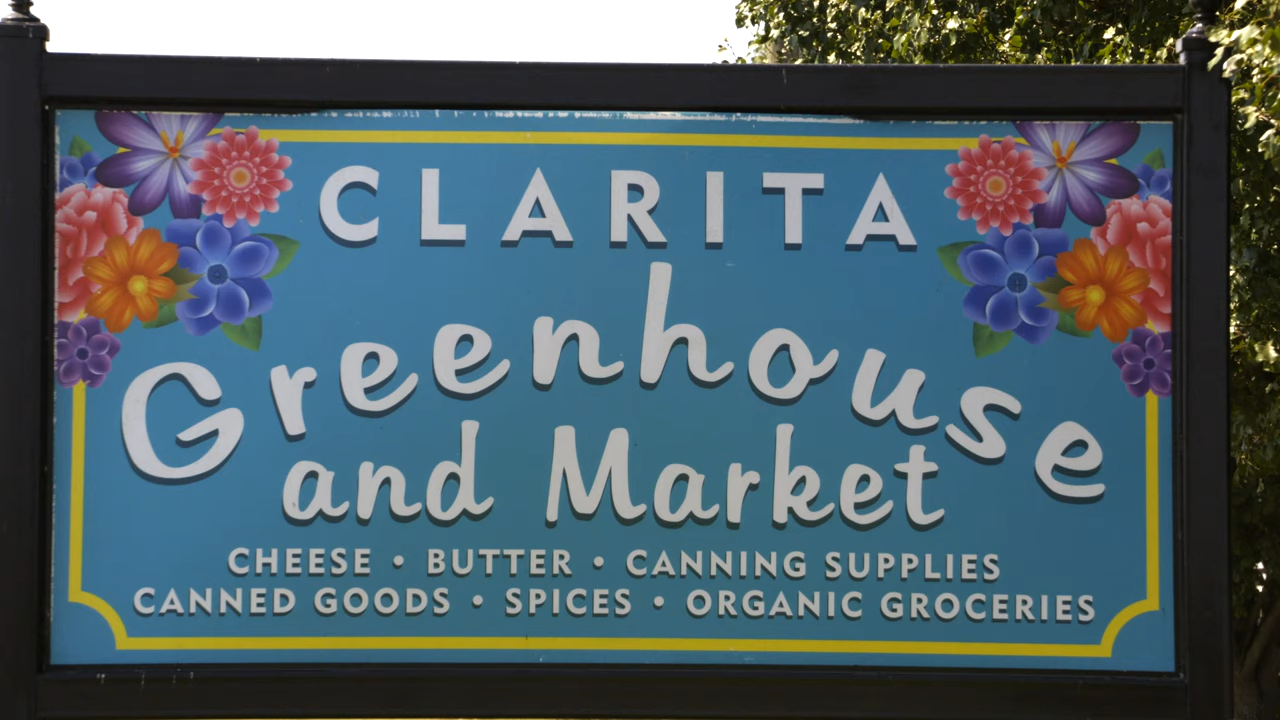 CLARITA
Greenhouse
and Market
CHEESE • BUTTER • CANNING SUPPLIES
CANNED GOODS • SPICES • ORGANIC GROCERIES